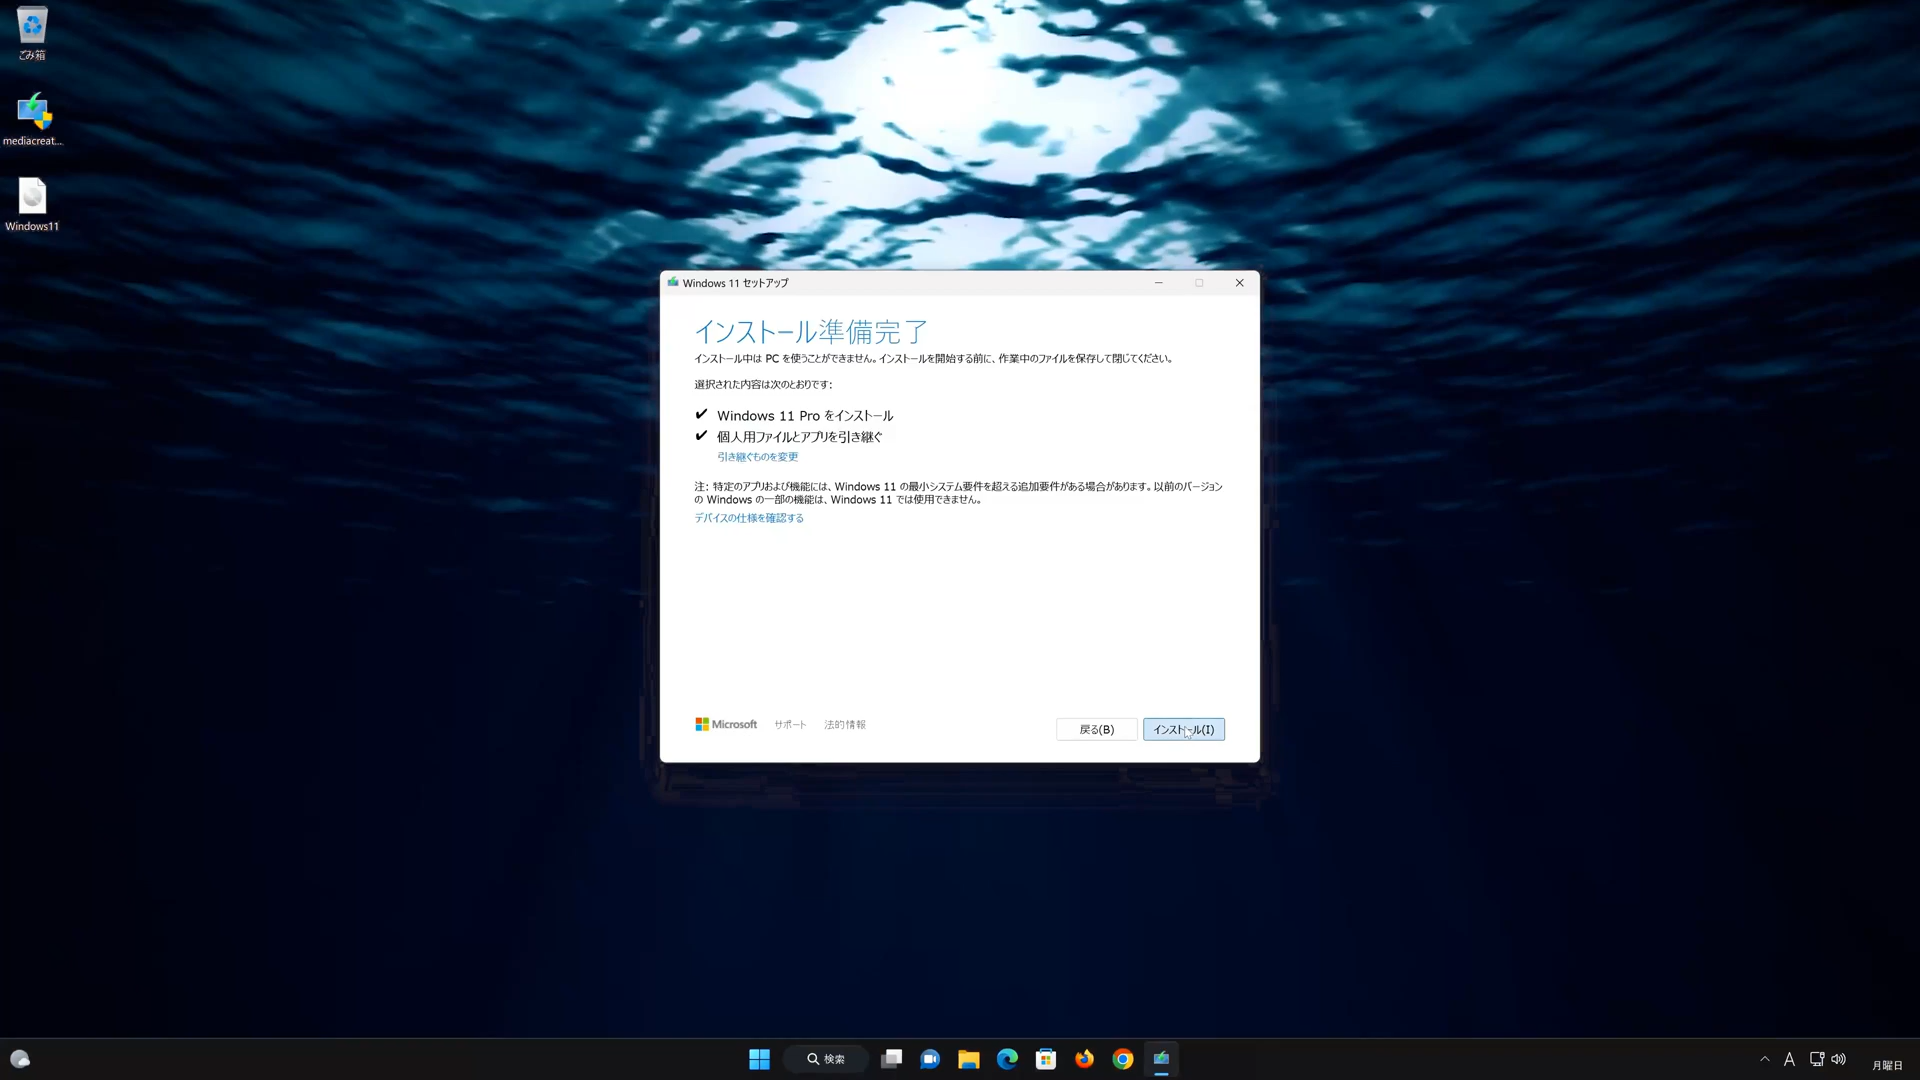 ごみ箱
mediacreat...
Windows11
Windows 11 セットアップ
インストール準備完了
インストール中は PC を使うことができません。インストールを開始する前に、作業中のファイルを保存して閉じてください。
選択された内容は次のとおりです:
✔ Windows 11 Pro をインストール
✔ 個人用ファイルとアプリを引き継ぐ
引き継ぐものを変更
注: 特定のアプリおよび機能には、Windows 11 の最小システム要件を超える追加要件がある場合があります。以前のバージョン
の Windows の一部の機能は、Windows 11 では使用できません。
デバイスの仕様を確認する
Microsoft サポート 法的情報
戻る(B) インストール(I)
検索
A
月曜日